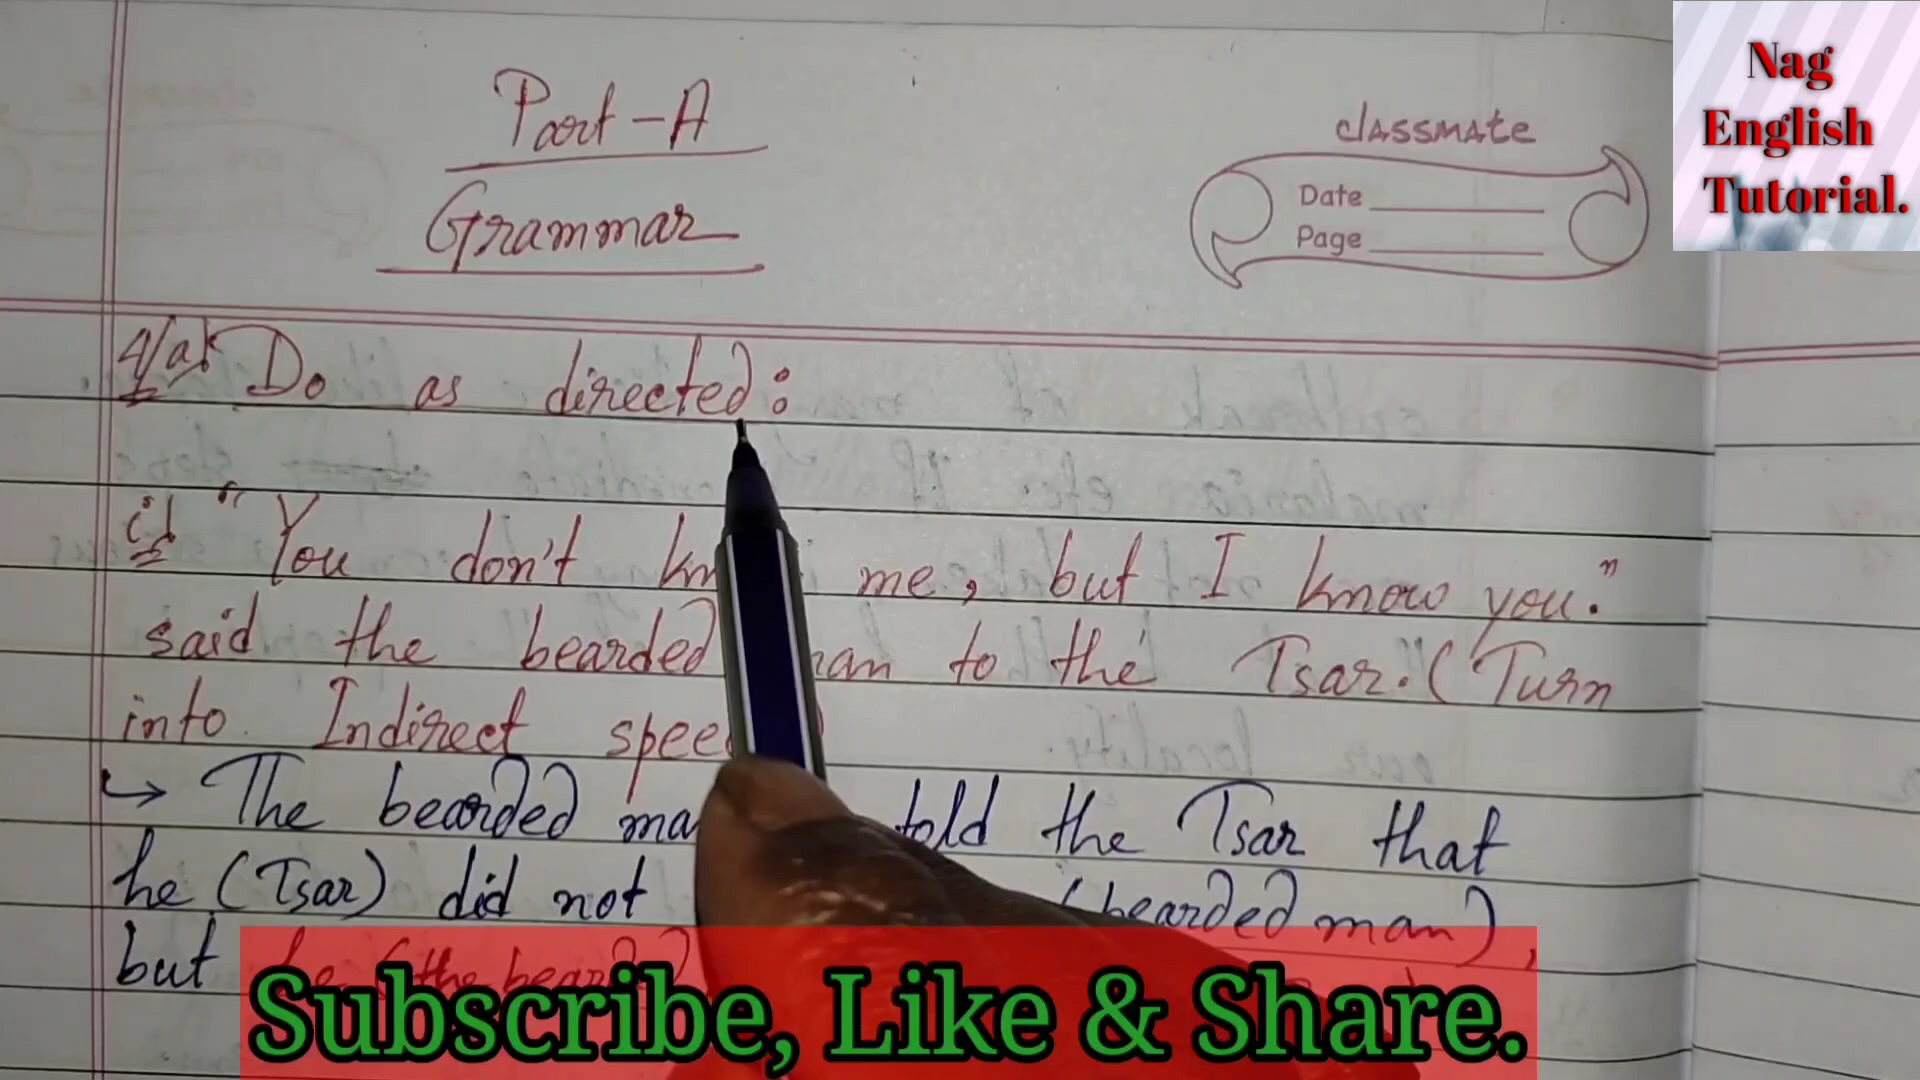 Part-A
Grammar
classmate
Date
Page
Nag
English
Tutorial.
4/a) Do as directed:
i) "You don't me, but I know you."
said the bearded to the Tsar. (Turn
into Indirect
→ The bearded told the Tsar that
he (Tsar) did not (bearded man),
but he (the
Subscribe, Like & Share.